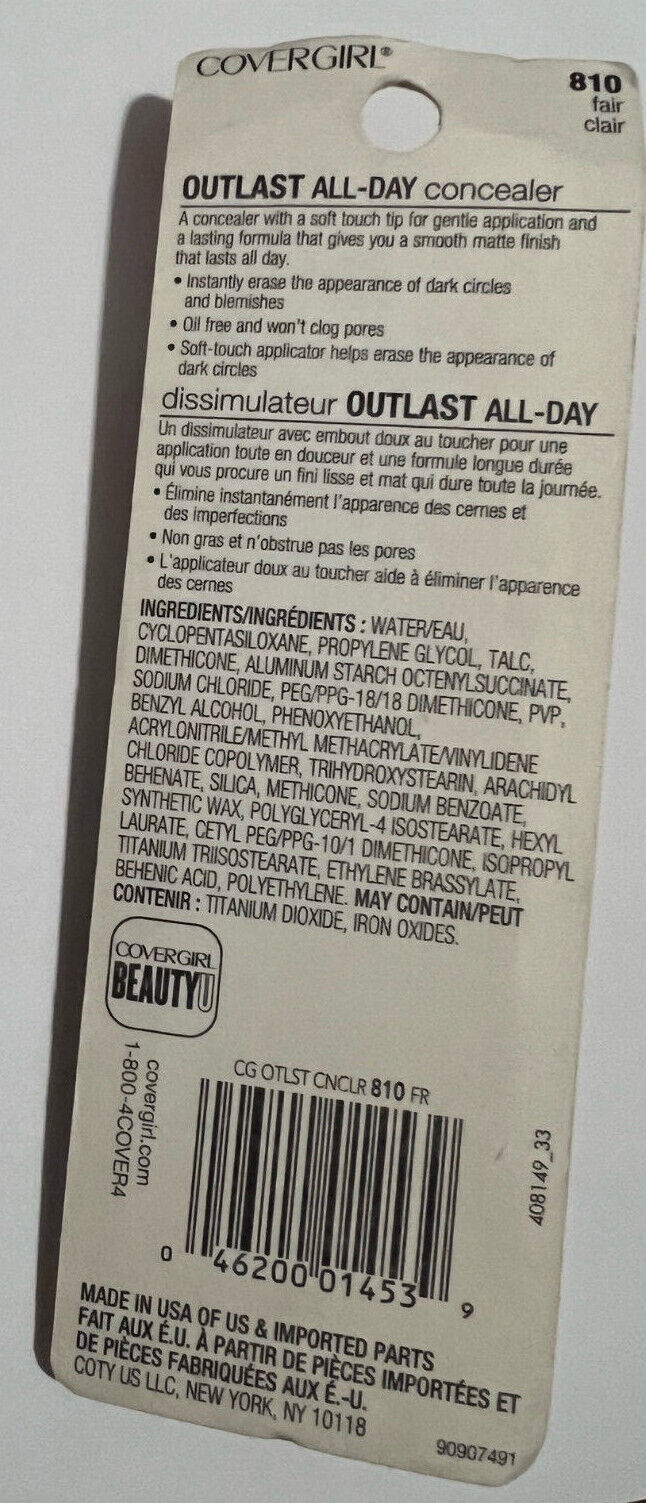 COVERGIRL®
810
fair
clair
OUTLAST ALL-DAY concealer
A concealer with a soft touch tip for gentle application and
a lasting formula that gives you a smooth matte finish
that lasts all day.
• Instantly erase the appearance of dark circles
and blemishes
• Oil free and won't clog pores
• Soft-touch applicator helps erase the appearance of
dark circles
dissimulateur OUTLAST ALL-DAY
Un dissimulateur avec embout doux au toucher pour une
application toute en douceur et une formule longue durée
qui vous procure un fini lisse et mat qui dure toute la journée.
• Élimine instantanément l'apparence des cernes et
des imperfections
• Non gras et n'obstrue pas les pores
• L'applicateur doux au toucher aide à éliminer l'apparence
des cernes
INGREDIENTS/INGRÉDIENTS : WATER/EAU,
CYCLOPENTASILOXANE, PROPYLENE GLYCOL, TALC,
DIMETHICONE, ALUMINUM STARCH OCTENYLSUCCINATE,
SODIUM CHLORIDE, PEG/PPG-18/18 DIMETHICONE, PVP,
BENZYL ALCOHOL, PHENOXYETHANOL,
ACRYLONITRILE/METHYL METHACRYLATE/VINYLIDENE
CHLORIDE COPOLYMER, TRIHYDROXYSTEARIN, ARACHIDYL
BEHENATE, SILICA, METHICONE, SODIUM BENZOATE,
SYNTHETIC WAX, POLYGLYCERYL-4 ISOSTEARATE, HEXYL
LAURATE, CETYL PEG/PPG-10/1 DIMETHICONE, ISOPROPYL
TITANIUM TRIISOSTEARATE, ETHYLENE BRASSYLATE,
BEHENIC ACID, POLYETHYLENE. MAY CONTAIN/PEUT
CONTENIR : TITANIUM DIOXIDE, IRON OXIDES.
COVERGIRL
BEAUTYU
covergirl.com
1-800-4COVER4
CG OTLST CNCLR 810 FR
0 46200 01453 9
408149_33
MADE IN USA OF US & IMPORTED PARTS
FAIT AUX É.U. À PARTIR DE PIÈCES IMPORTÉES ET
DE PIÈCES FABRIQUÉES AUX É.-U.
COTY US LLC, NEW YORK, NY 10118
90907491